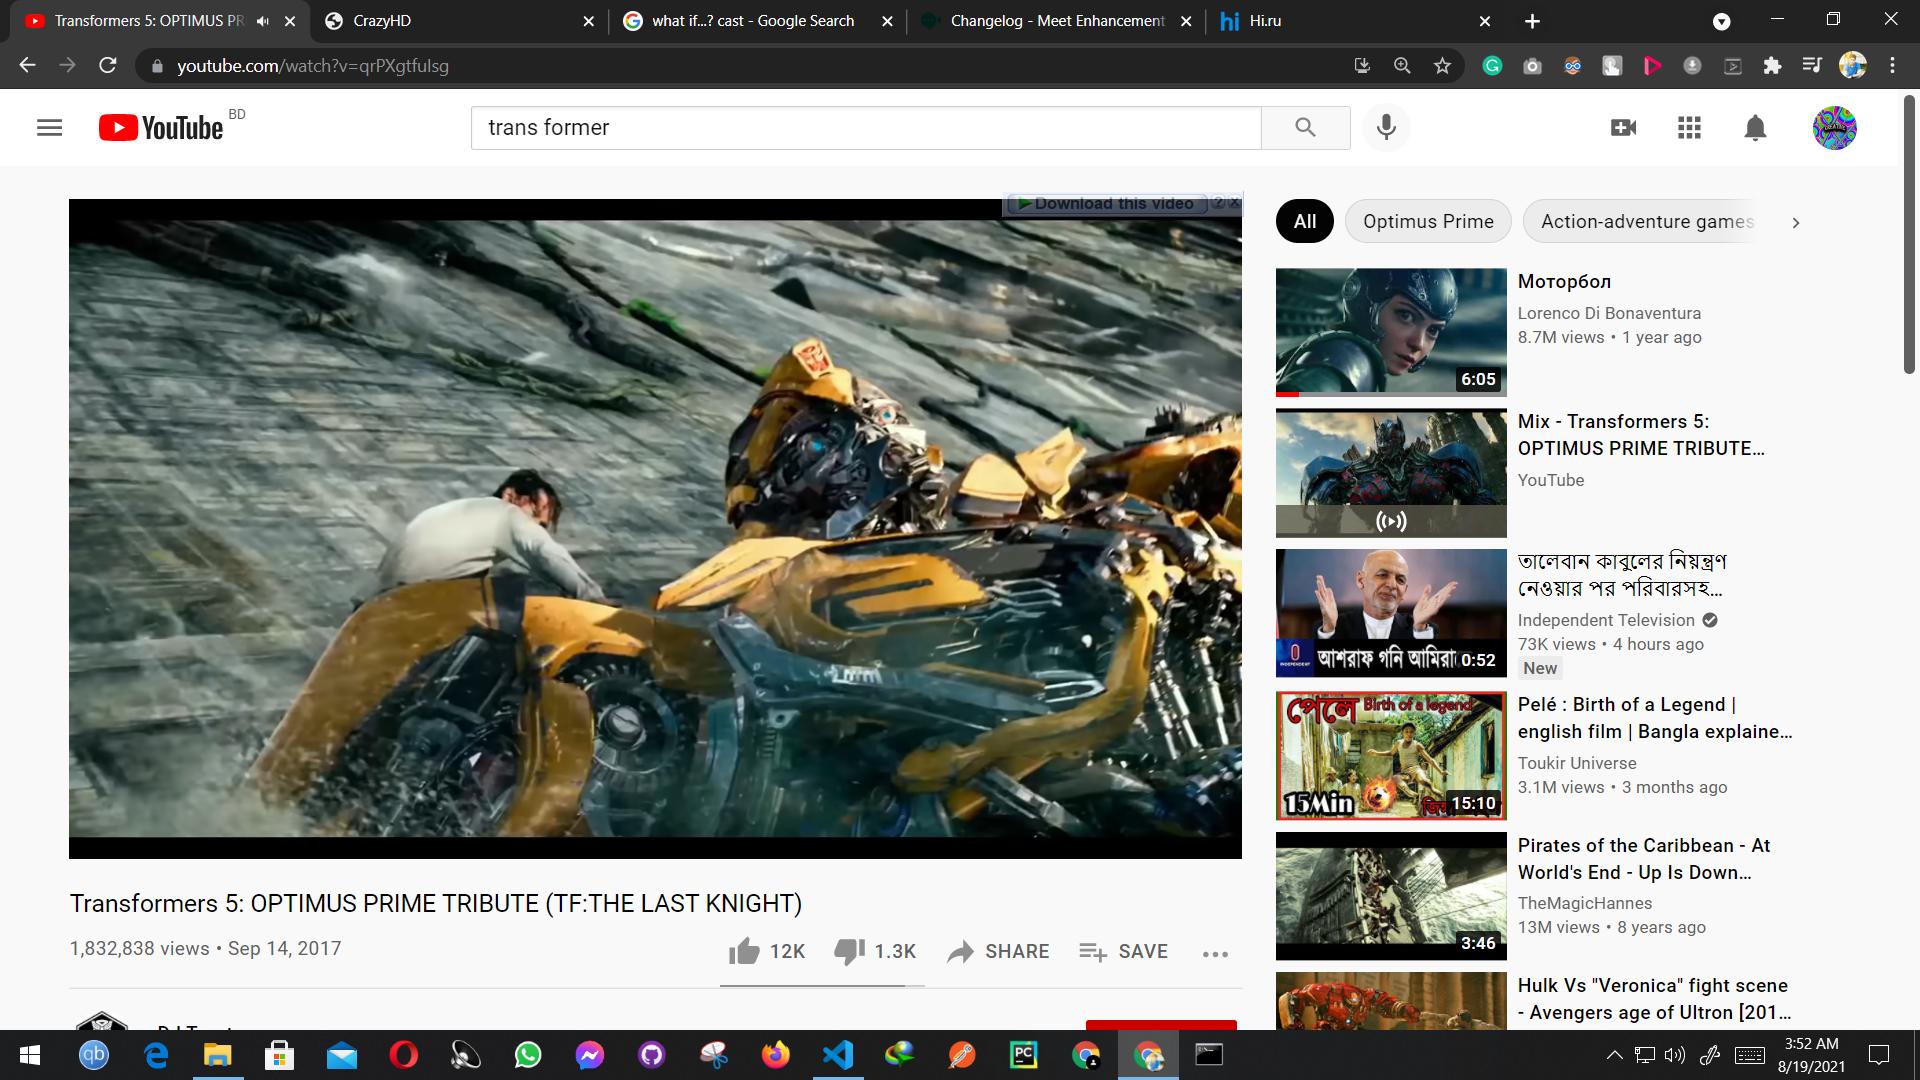 Transformers 5: OPTIMUS PR
CrazyHD
what if...? cast - Google Search
Changelog - Meet Enhancement
hi Hi.ru
youtube.com/watch?v=qrPXgtfuIsg
YouTube BD
trans former
Download this video ? x
All
Optimus Prime
Action-adventure games
Моторбол
Lorenco Di Bonaventura
8.7M views • 1 year ago
6:05
Mix - Transformers 5:
OPTIMUS PRIME TRIBUTE...
YouTube
তালেবান কাবুলের নিয়ন্ত্রণ
নেওয়ার পর পরিবারসহ...
Independent Television
73K views • 4 hours ago
New
INDEPENDENT
আশরাফ গনি
0:52
Pelé : Birth of a Legend |
english film | Bangla explaine...
Toukir Universe
3.1M views • 3 months ago
পেলে Birth of a legend
15Min
15:10
Pirates of the Caribbean - At
World's End - Up Is Down...
TheMagicHannes
13M views • 8 years ago
3:46
Hulk Vs "Veronica" fight scene
- Avengers age of Ultron [201...
Transformers 5: OPTIMUS PRIME TRIBUTE (TF:THE LAST KNIGHT)
1,832,838 views • Sep 14, 2017
12K
1.3K
SHARE
SAVE
qb
PC
3:52 AM
8/19/2021